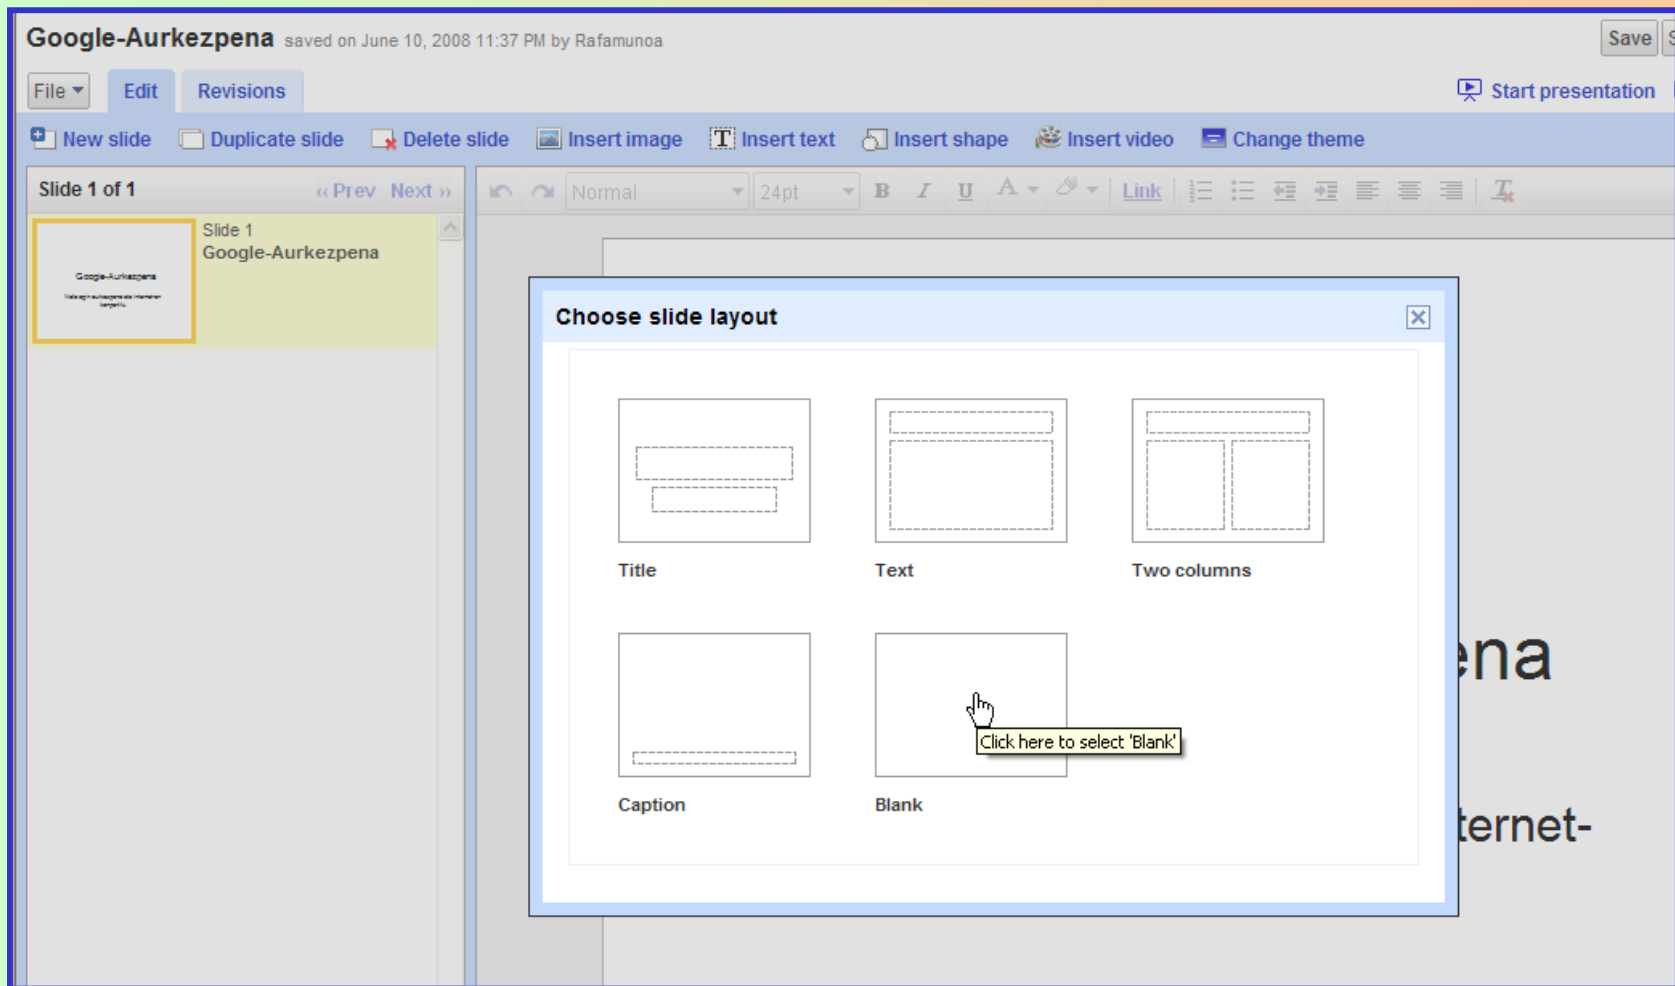 Google-Aurkezpena saved on June 10, 2008 11:37 PM by Rafamunoa
Save
File Edit Revisions
Start presentation
New slide Duplicate slide Delete slide Insert image Insert text Insert shape Insert video Change theme
Slide 1 of 1 ‹‹ Prev Next ››
Normal 24pt B I U A Link
Slide 1
Google-Aurkezpena
Google-Aurkezpena
Choose slide layout
Title Text Two columns
Click here to select 'Blank'
Caption Blank
ena
ternet-